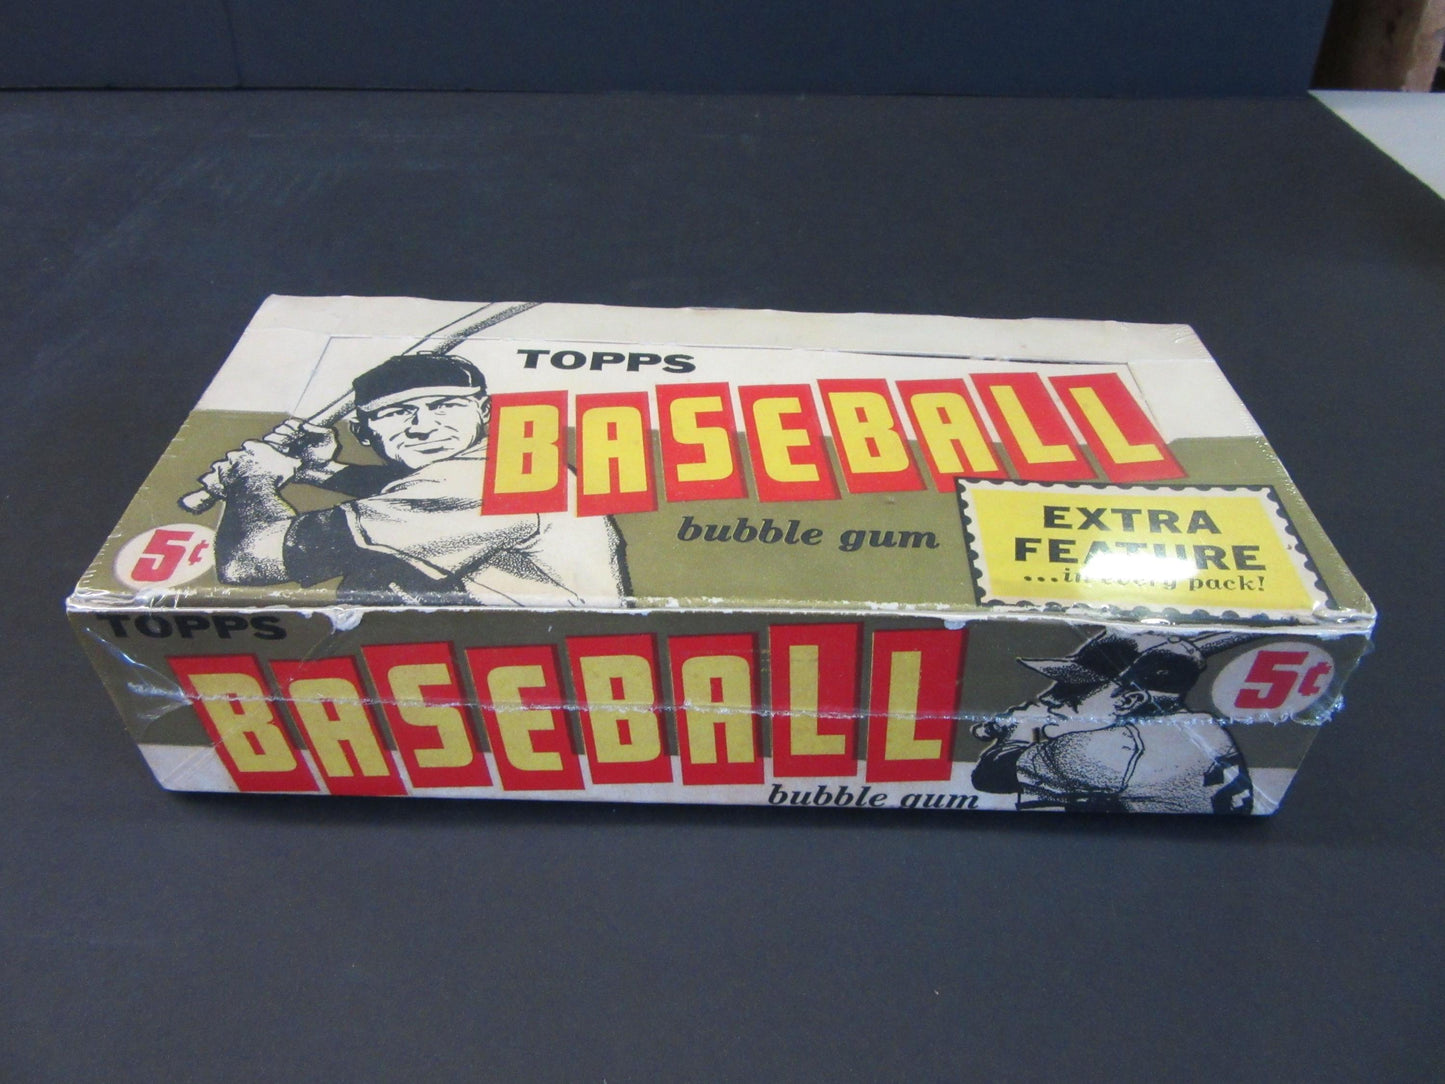 TOPPS
BASEBALL
bubble gum
5¢
EXTRA
FEATURE
...in every pack!
TOPPS
BASEBALL
bubble gum
5¢